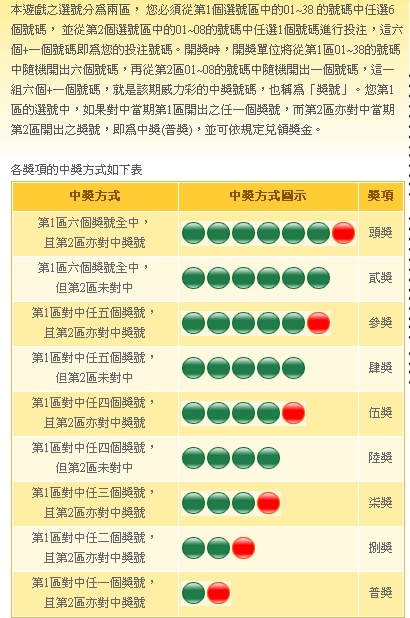 本遊戲之選號分為兩區， 您必須從第1個選號區中的01~38 的號碼中任選6
個號碼， 並從第2個選號區中的01~08的號碼中任選1個號碼進行投注，這六
個+一個號碼即為您的投注號碼。開獎時，開獎單位將從第1區01~38的號碼
中隨機開出六個號碼，再從第2區01~08的號碼中隨機開出一個號碼，這一
組六個+一個號碼，就是該期威力彩的中獎號碼，也稱為「獎號」。您第1
區的選號中，如果對中當期第1區開出之任一個獎號，而第2區亦對中當期
第2區開出之獎號，即為中獎(普獎)，並可依規定兌領獎金。
各獎項的中獎方式如下表
中獎方式 中獎方式圖示 獎項
第1區六個獎號全中，
且第2區亦對中獎號
頭獎
第1區六個獎號全中，
但第2區未對中
貳獎
第1區對中任五個獎號，
且第2區亦對中獎號
參獎
第1區對中任五個獎號，
但第2區未對中
肆獎
第1區對中任四個獎號，
且第2區亦對中獎號
伍獎
第1區對中任四個獎號，
但第2區未對中
陸獎
第1區對中任三個獎號，
且第2區亦對中獎號
柒獎
第1區對中任二個獎號，
且第2區亦對中獎號
捌獎
第1區對中任一個獎號，
且第2區亦對中獎號
普獎